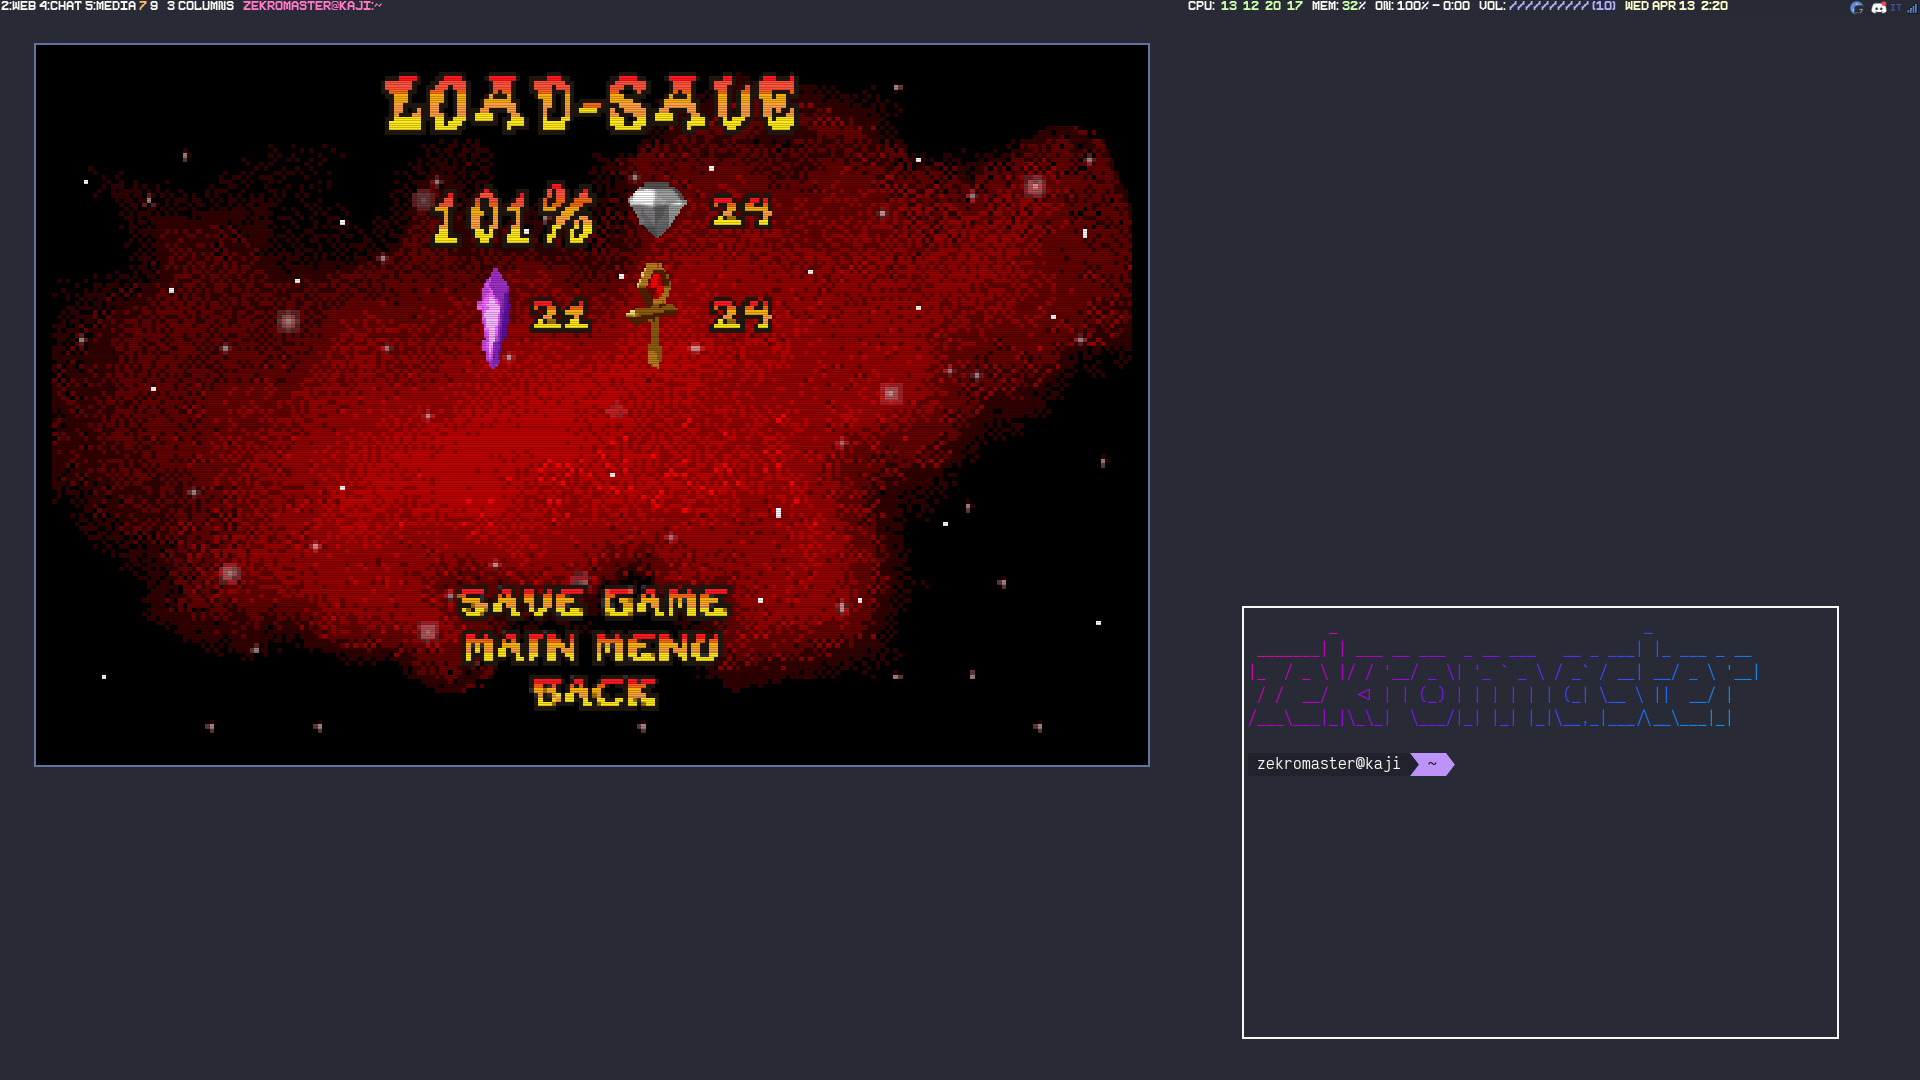 2:WEB 4:CHAT 5:MEDIA 7 9 3 COLUMNS ZEKROMASTER@KAJI:~
CPU: 13 12 20 17 MEM: 32% ON: 100% – 0:00 VOL: ////////// (10) WED APR 13 2:20
IT
LOAD-SAVE
101% 24
21 24
SAVE GAME
MAIN MENU
BACK
zekromaster
zekromaster@kaji ~